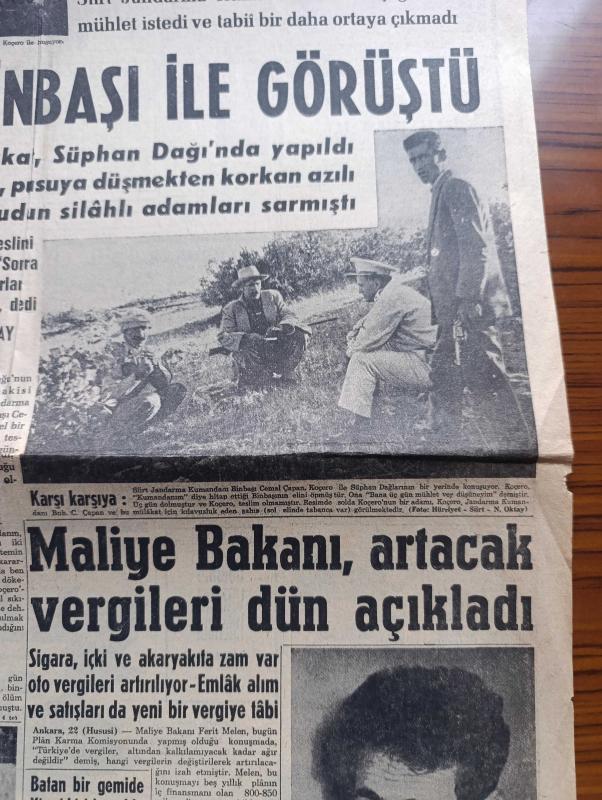 Koçero ile
mühlet istedi ve tabiî bir daha ortaya çıkmadı
NBAŞI İLE GÖRÜŞTÜ
Süphan Dağı'nda yapıldı
pusuya düşmekten korkan azılı
silâhlı adamları sarmıştı
eslini
"Sonra
rlar
dedi
AY
Karşı karşıya :
Siirt Jandarma Kumandanı Binbaşı Cemal Çapan, Koçero ile Süphan Dağlarının bir yerinde konuşuyor. Koçero,
"Kumandanım" diye hitap ettiği Binbaşının elini öpmüştür. Ona "Bana üç gün mühlet ver düşüneyim" demiştir.
Üç gün dolmuştur ve Koçero, teslim olmamıştır. Resimde solda Koçero'nun bir adamı, Koçero, Jandarma Kuman-
danı Bnb. C. Çapan ve bu mülâkat için kılavusluk eden şahıs (sol elinde tabanca var) görülmektedir. (Foto: Hürriyet - Siirt - N. Oktay)
Maliye Bakanı, artacak
vergileri dün açıkladı
Sigara, içki ve akaryakıta zam var
oto vergileri artırılıyor - Emlâk alım
ve satışları da yeni bir vergiye tâbi
Ankara, 22 (Hususi) — Maliye Bakanı Ferit Melen, bugün
Plân Karma Komisyonunda yapmış olduğu konuşmada,
"Türkiye'de vergiler, altından kalkılamıyacak kadar ağır
değildir" demiş, hangi vergilerin değiştirilerek artırılaca-
ğını izah etmiştir. Melen, bu
konuşmayı beş yıllık plânın
iç finansmanı olan 800-850
Batan bir gemide